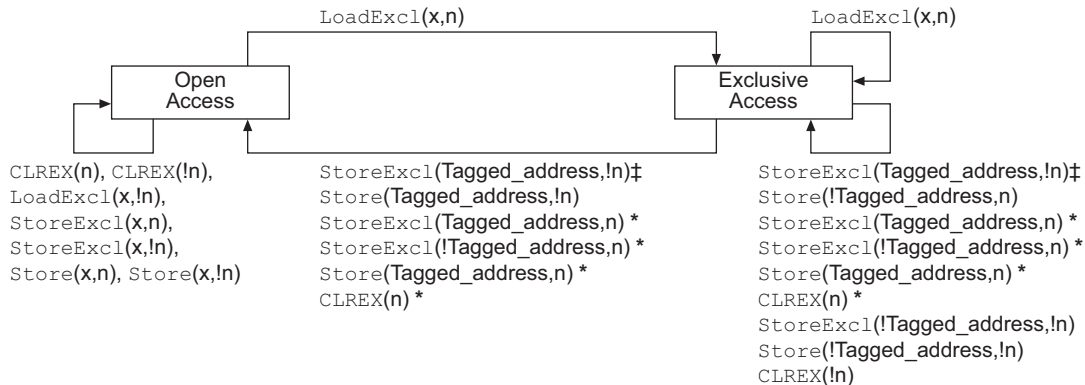 LoadExcl(x,n)
LoadExcl(x,n)
Open
Access
Exclusive
Access
CLREX(n), CLREX(!n),
LoadExcl(x,!n),
StoreExcl(x,n),
StoreExcl(x,!n),
Store(x,n), Store(x,!n)
StoreExcl(Tagged_address,!n)‡
Store(Tagged_address,!n)
StoreExcl(Tagged_address,n) *
StoreExcl(!Tagged_address,n) *
Store(Tagged_address,n) *
CLREX(n) *
StoreExcl(Tagged_address,!n)‡
Store(!Tagged_address,n)
StoreExcl(Tagged_address,n) *
StoreExcl(!Tagged_address,n) *
Store(Tagged_address,n) *
CLREX(n) *
StoreExcl(!Tagged_address,!n)
Store(!Tagged_address,!n)
CLREX(!n)